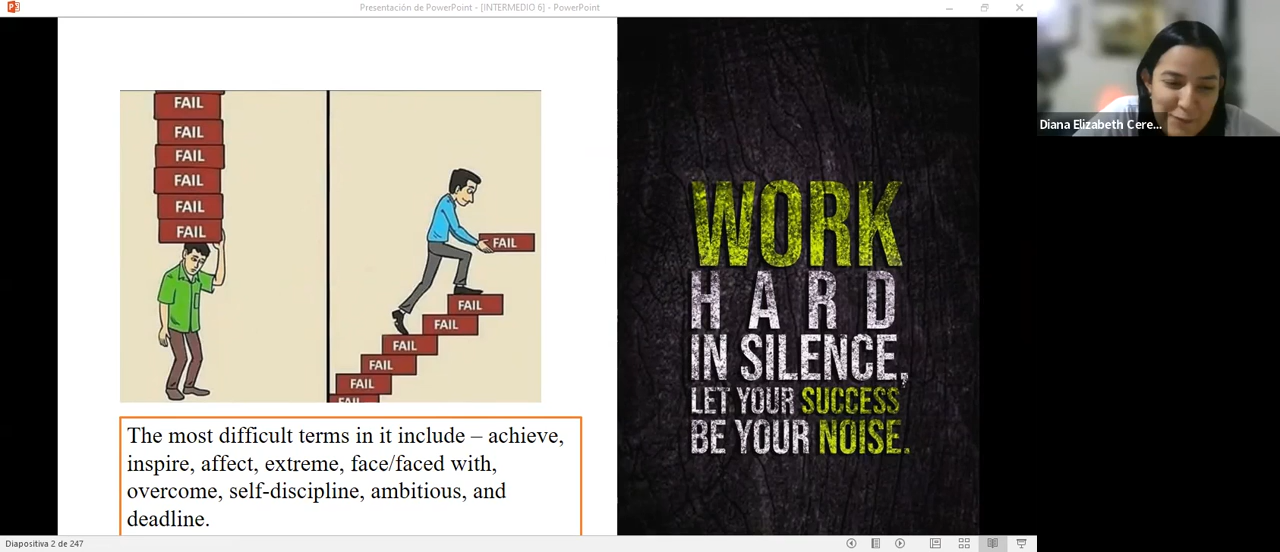 Presentación de PowerPoint - [INTERMEDIO 6] - PowerPoint
FAIL
FAIL
FAIL
FAIL
FAIL
FAIL
FAIL
FAIL
FAIL
FAIL
FAIL
FAIL
FAIL
The most difficult terms in it include – achieve,
inspire, affect, extreme, face/faced with,
overcome, self-discipline, ambitious, and
deadline.
WORK
HARD
IN SILENCE,
LET YOUR SUCCESS
BE YOUR NOISE.
Diana Elizabeth Cere...
Diapositiva 2 de 247